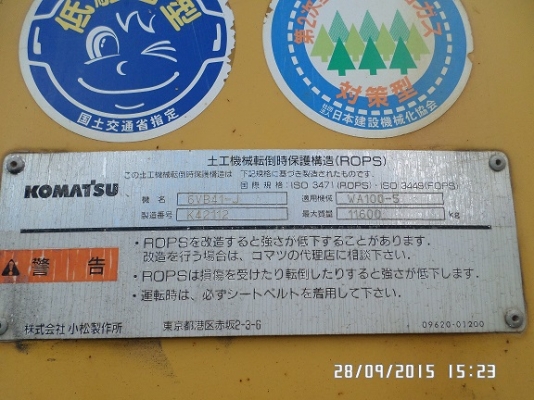 低騒音型
国土交通省指定
第2次
ガス
対策型
日本建設機械化協会
土工機械転倒時保護構造(ROPS)
この土工機械転倒時保護構造は 下記規格に基づき製造されたものです。
KOMATSU
国際規格:ISO 3471(ROPS)・ISO 3449(FOPS)
機名 6VB41-J 適用機械 WA100-5
製造番号 K42112 最大質量 11600 kg
・ROPSを改造すると強さが低下することがあります。
改造を行う場合は、コマツの代理店に相談下さい。
警告
・ROPSは損傷を受けたり転倒したりすると強さが低下します。
・運転時は、必ずシートベルトを着用して下さい。
株式会社 小松製作所 東京都港区赤坂2-3-6
09620-01200
28/09/2015 15:23